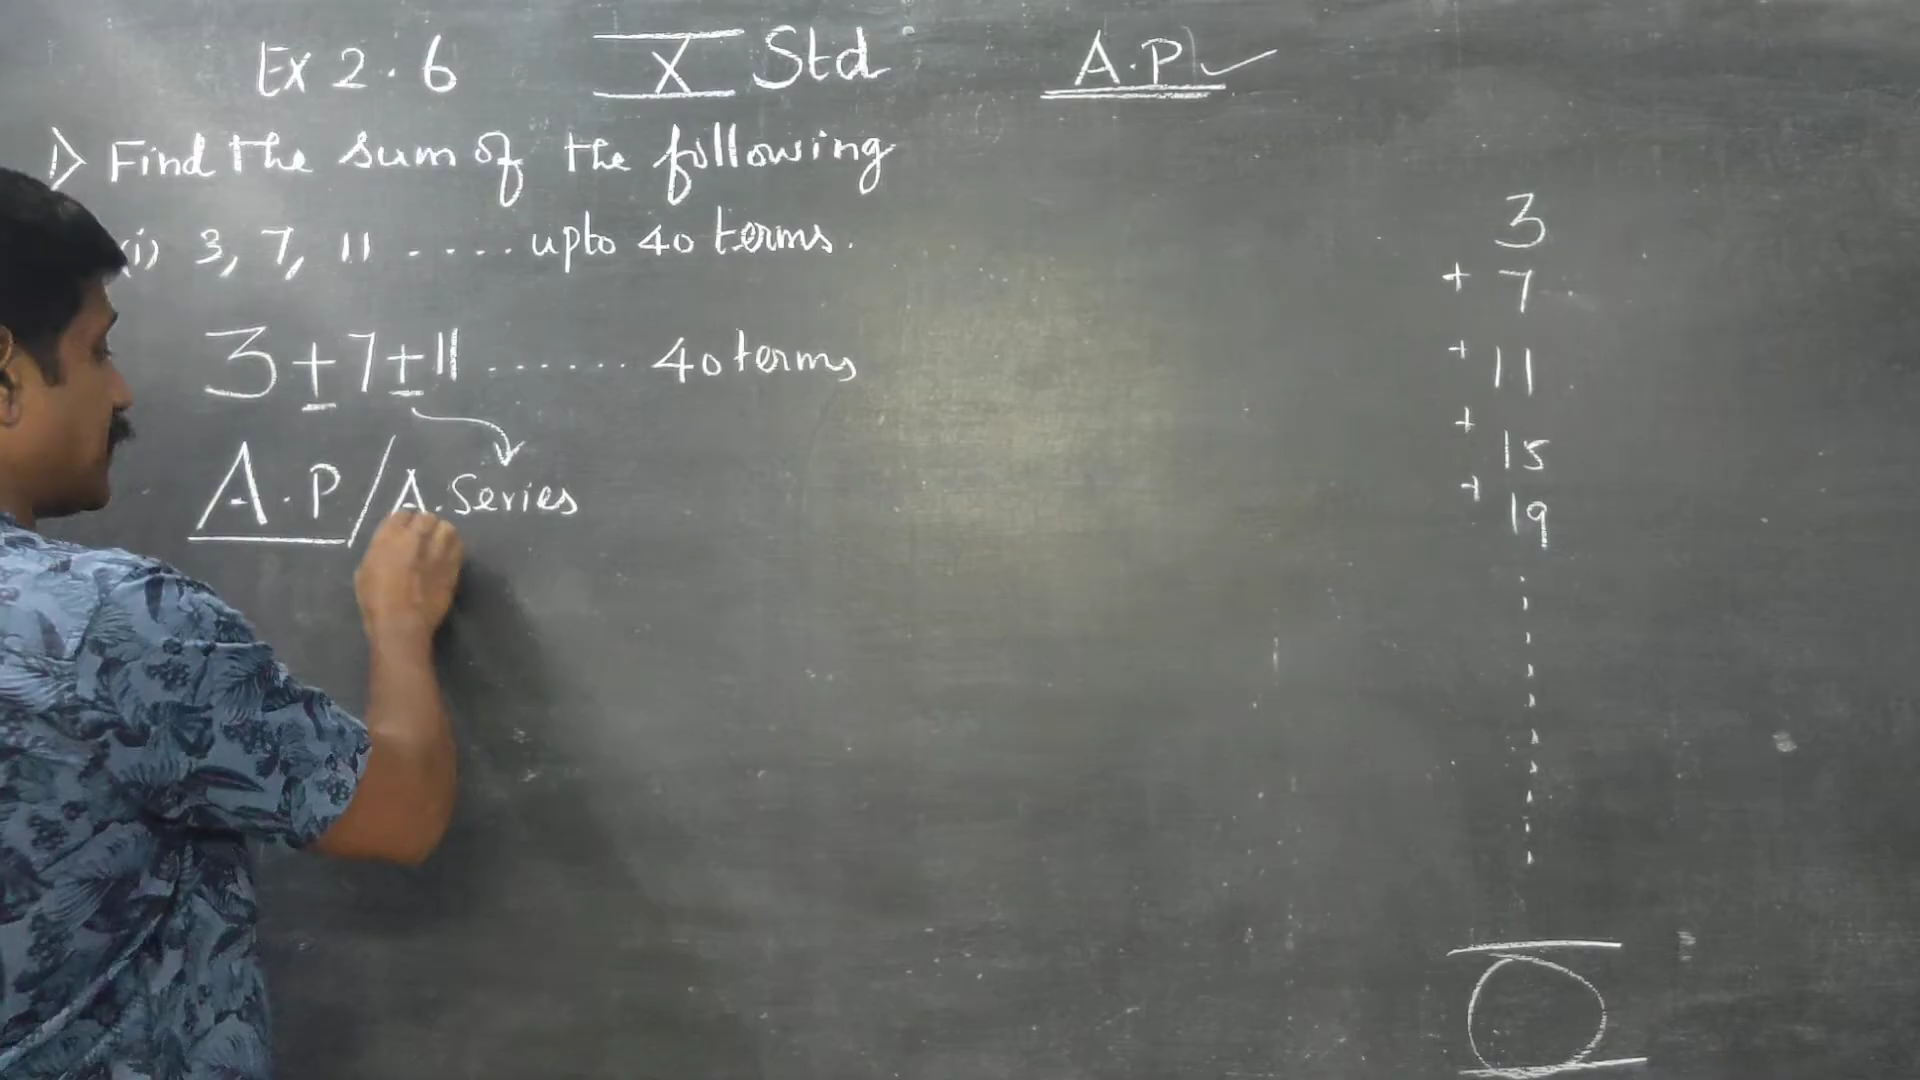 Ex 2.6 X Std A.P
1) Find the sum of the following
(i) 3, 7, 11 ..... upto 40 terms.
3 + 7 + 11 ....... 40 terms
A.P / A. Series
3
+ 7
+ 11
+ 15
+ 19